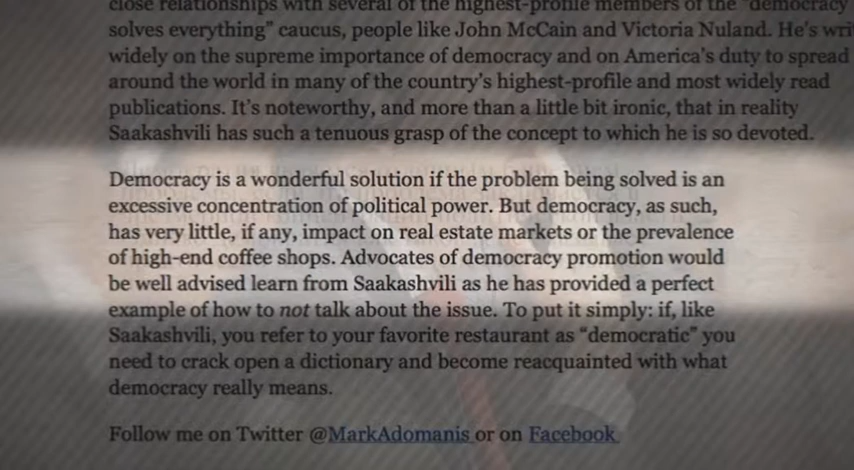 close relationships with several of the highest-profile members of the "democracy
solves everything" caucus, people like John McCain and Victoria Nuland. He's
widely on the supreme importance of democracy and on America's duty to spread
around the world in many of the country's highest-profile and most widely read
publications. It's noteworthy, and more than a little bit ironic, that in reality
Saakashvili has such a tenuous grasp of the concept to which he is so devoted.
Democracy is a wonderful solution if the problem being solved is an
excessive concentration of political power. But democracy, as such,
has very little, if any, impact on real estate markets or the prevalence
of high-end coffee shops. Advocates of democracy promotion would
be well advised learn from Saakashvili as he has provided a perfect
example of how to not talk about the issue. To put it simply: if, like
Saakashvili, you refer to your favorite restaurant as "democratic" you
need to crack open a dictionary and become reacquainted with what
democracy really means.
Follow me on Twitter @MarkAdomanis or on Facebook